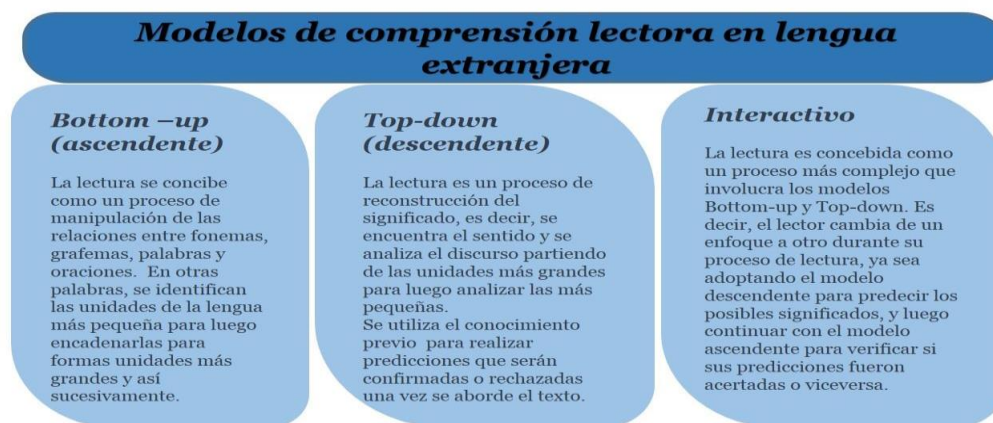 Modelos de comprensión lectora en lengua
extranjera
Bottom –up
(ascendente)
La lectura se concibe
como un proceso de
manipulación de las
relaciones entre fonemas,
grafemas, palabras y
oraciones. En otras
palabras, se identifican
las unidades de la lengua
más pequeña para luego
encadenarlas para
formas unidades más
grandes y así
sucesivamente.
Top-down
(descendente)
La lectura es un proceso de
reconstrucción del
significado, es decir, se
encuentra el sentido y se
analiza el discurso partiendo
de las unidades más grandes
para luego analizar las más
pequeñas.
Se utiliza el conocimiento
previo para realizar
predicciones que serán
confirmadas o rechazadas
una vez se aborde el texto.
Interactivo
La lectura es concebida como
un proceso más complejo que
involucra los modelos
Bottom-up y Top-down. Es
decir, el lector cambia de un
enfoque a otro durante su
proceso de lectura, ya sea
adoptando el modelo
descendente para predecir los
posibles significados, y luego
continuar con el modelo
ascendente para verificar si
sus predicciones fueron
acertadas o viceversa.